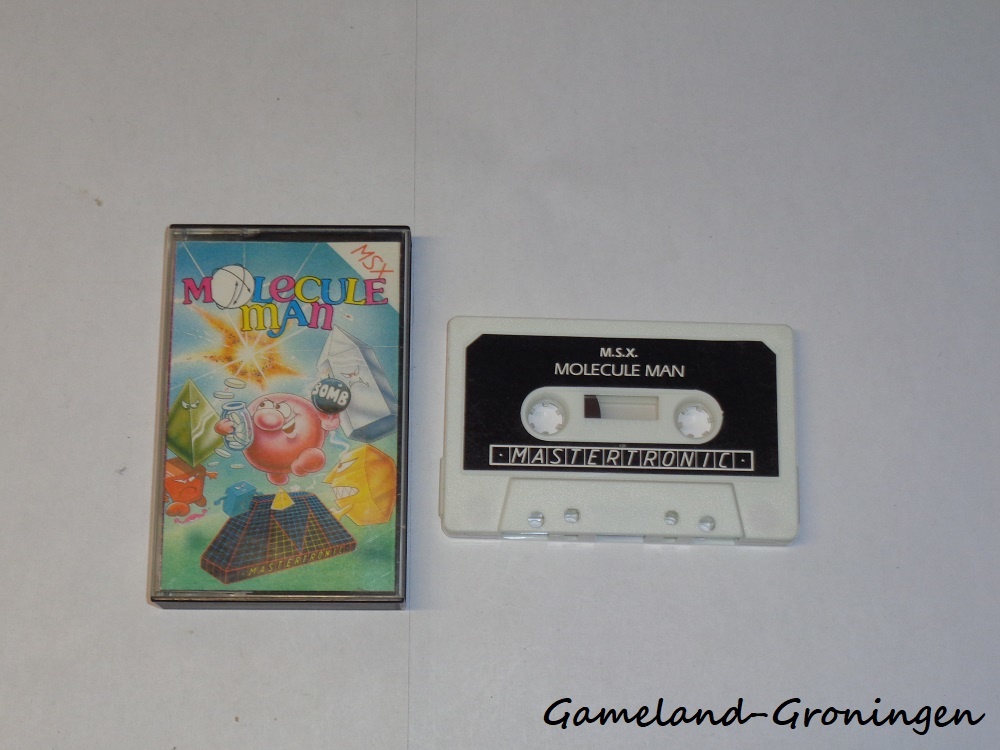 MSX
MOLECULE
MAN
BOMB
MASTERTRONIC
M.S.X.
MOLECULE MAN
·MASTERTRONIC·
Gameland-Groningen